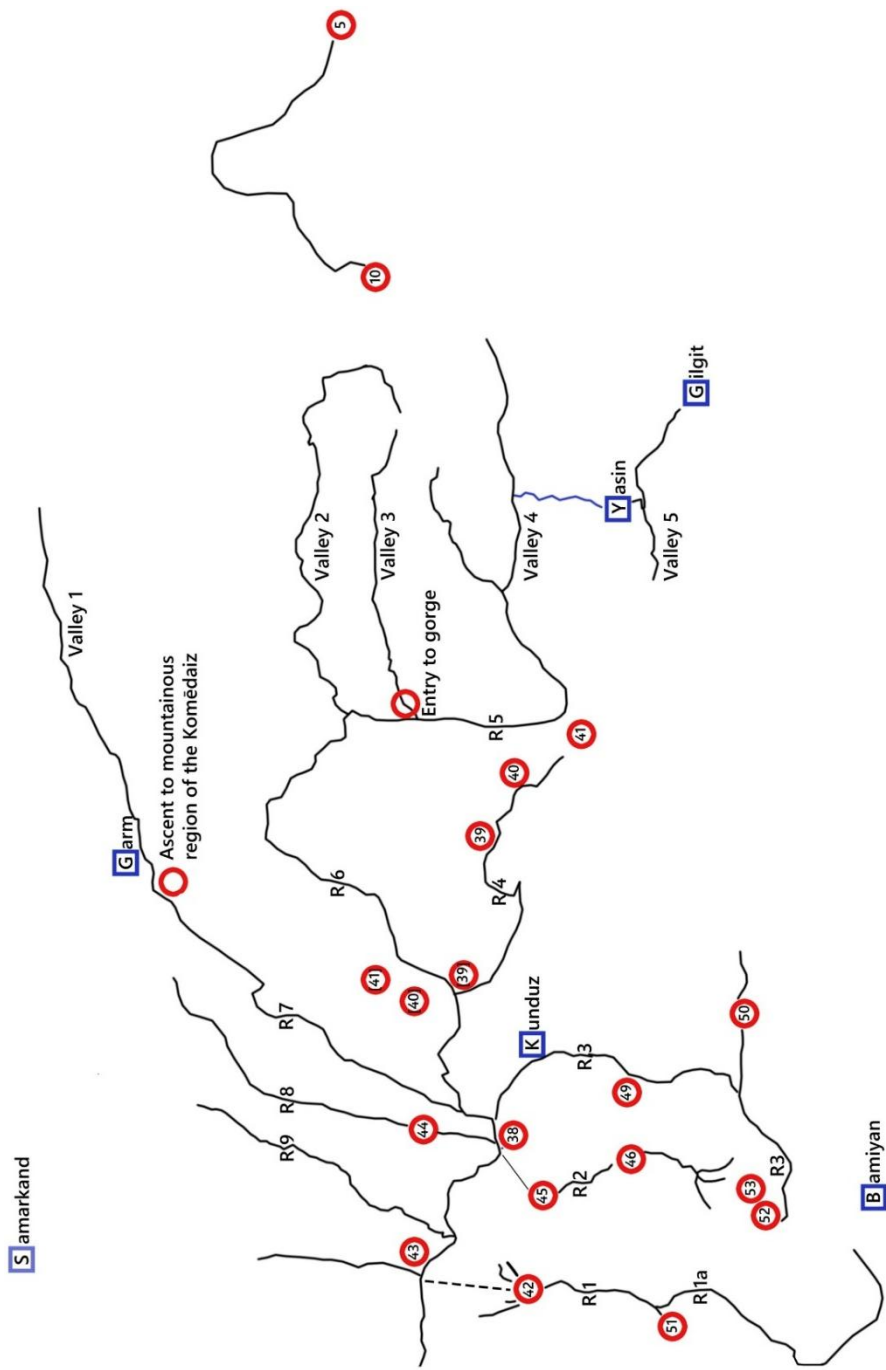 Samarkand
Valley 1
Garm
Ascent to mountainous
region of the Komēdaiz
R 9
R 8
R 7
Valley 2
R 6
5
(41)
10
Valley 3
43
(40)
44
Entry to gorge
(39)
39
R 5
R 4
38
40
42
Kunduz
Valley 4
45
41
R 2
R 1
R 3
Yasin
49
46
51
Valley 5
Gilgit
R 1a
50
53
52
R 3
Bamiyan